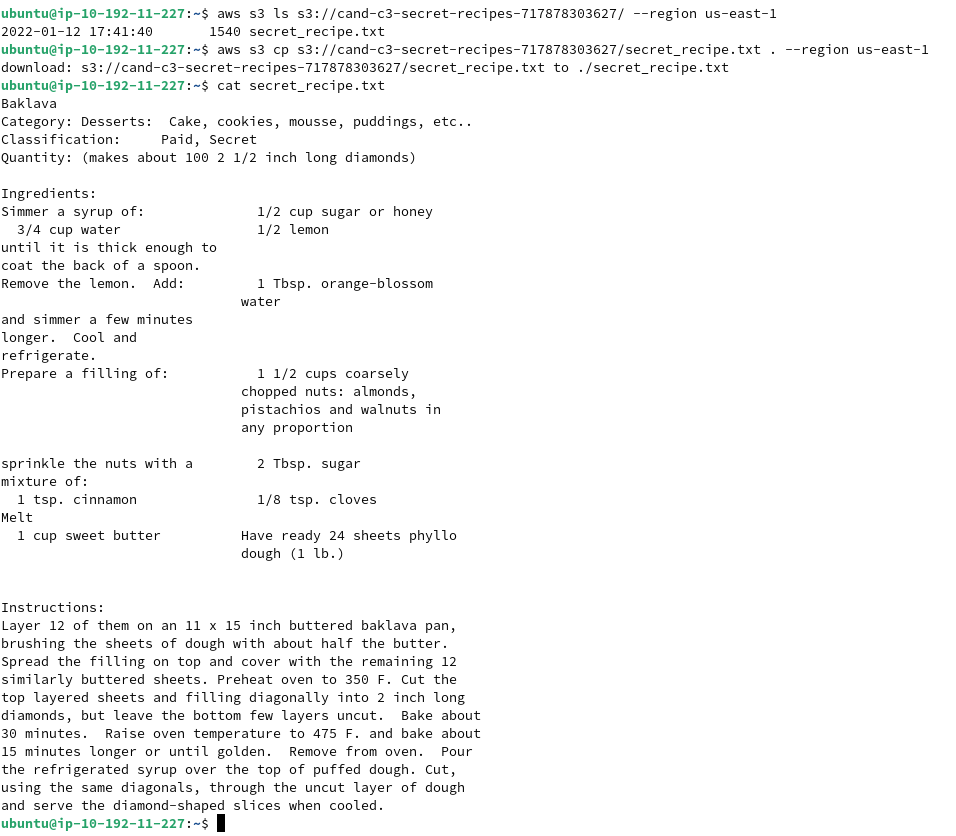 ubuntu@ip-10-192-11-227:~$ aws s3 ls s3://cand-c3-secret-recipes-717878303627/ --region us-east-1
2022-01-12 17:41:40       1540 secret_recipe.txt
ubuntu@ip-10-192-11-227:~$ aws s3 cp s3://cand-c3-secret-recipes-717878303627/secret_recipe.txt . --region us-east-1
download: s3://cand-c3-secret-recipes-717878303627/secret_recipe.txt to ./secret_recipe.txt
ubuntu@ip-10-192-11-227:~$ cat secret_recipe.txt
Baklava
Category: Desserts:  Cake, cookies, mousse, puddings, etc..
Classification:     Paid, Secret
Quantity: (makes about 100 2 1/2 inch long diamonds)

Ingredients:
Simmer a syrup of:              1/2 cup sugar or honey
  3/4 cup water                 1/2 lemon
until it is thick enough to
coat the back of a spoon.
Remove the lemon.  Add:         1 Tbsp. orange-blossom
                              water
and simmer a few minutes
longer.  Cool and
refrigerate.
Prepare a filling of:           1 1/2 cups coarsely
                              chopped nuts: almonds,
                              pistachios and walnuts in
                              any proportion

sprinkle the nuts with a        2 Tbsp. sugar
mixture of:
  1 tsp. cinnamon               1/8 tsp. cloves
Melt
  1 cup sweet butter          Have ready 24 sheets phyllo
                              dough (1 lb.)


Instructions:
Layer 12 of them on an 11 x 15 inch buttered baklava pan,
brushing the sheets of dough with about half the butter.
Spread the filling on top and cover with the remaining 12
similarly buttered sheets. Preheat oven to 350 F. Cut the
top layered sheets and filling diagonally into 2 inch long
diamonds, but leave the bottom few layers uncut.  Bake about
30 minutes.  Raise oven temperature to 475 F. and bake about
15 minutes longer or until golden.  Remove from oven.  Pour
the refrigerated syrup over the top of puffed dough. Cut,
using the same diagonals, through the uncut layer of dough
and serve the diamond-shaped slices when cooled.
ubuntu@ip-10-192-11-227:~$